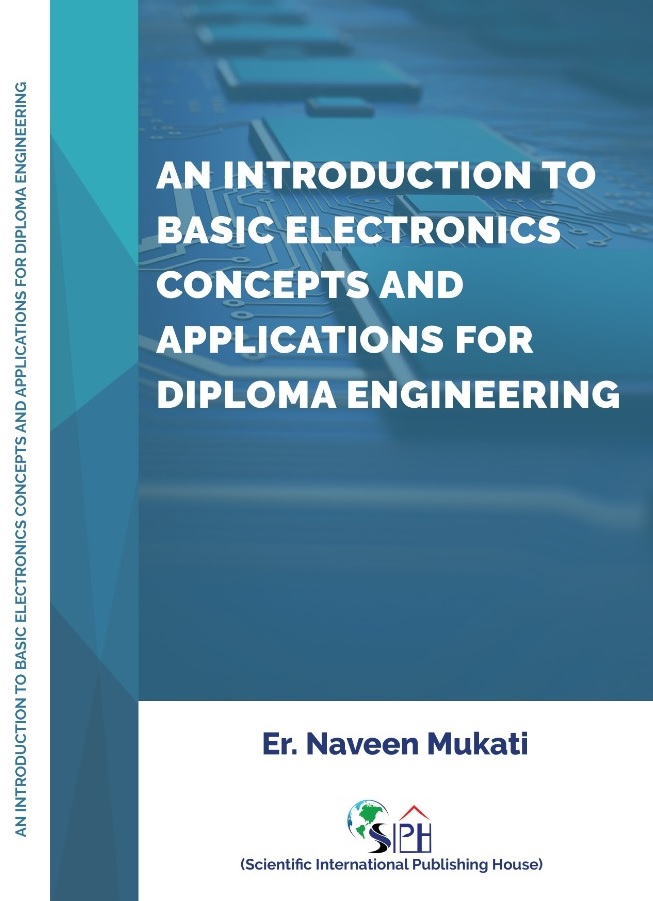 AN INTRODUCTION TO BASIC ELECTRONICS CONCEPTS AND APPLICATIONS FOR DIPLOMA ENGINEERING
AN INTRODUCTION TO
BASIC ELECTRONICS
CONCEPTS AND
APPLICATIONS FOR
DIPLOMA ENGINEERING
Er. Naveen Mukati
SIPH
(Scientific International Publishing House)